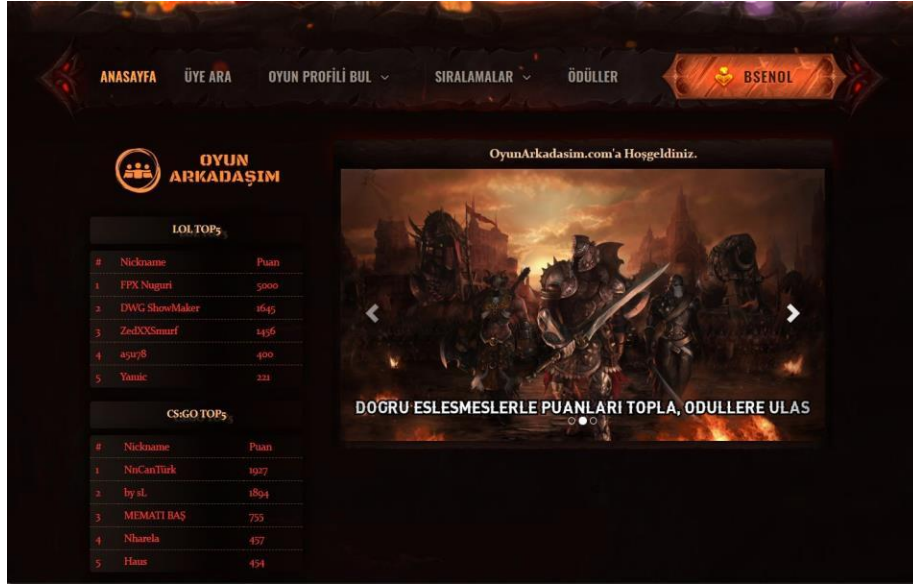 ANASAYFA ÜYE ARA OYUN PROFİLİ BUL SIRALAMALAR ÖDÜLLER BSENOL
OYUN
ARKADAŞIM
OyunArkadasim.com'a Hoşgeldiniz.
LOL TOP5
# Nickname Puan
1 FPX Nuguri 5000
2 DWG ShowMaker 1645
3 ZedXXSmurf 1456
4 a5u78 400
5 Yamic 221
CS:GO TOP5
# Nickname Puan
1 NnCanTürk 1927
2 by sL 1894
3 MEMATI BAŞ 755
4 Nharela 457
5 Haus 454
DOGRU ESLESMESLERLE PUANLARI TOPLA, ODULLERE ULAS